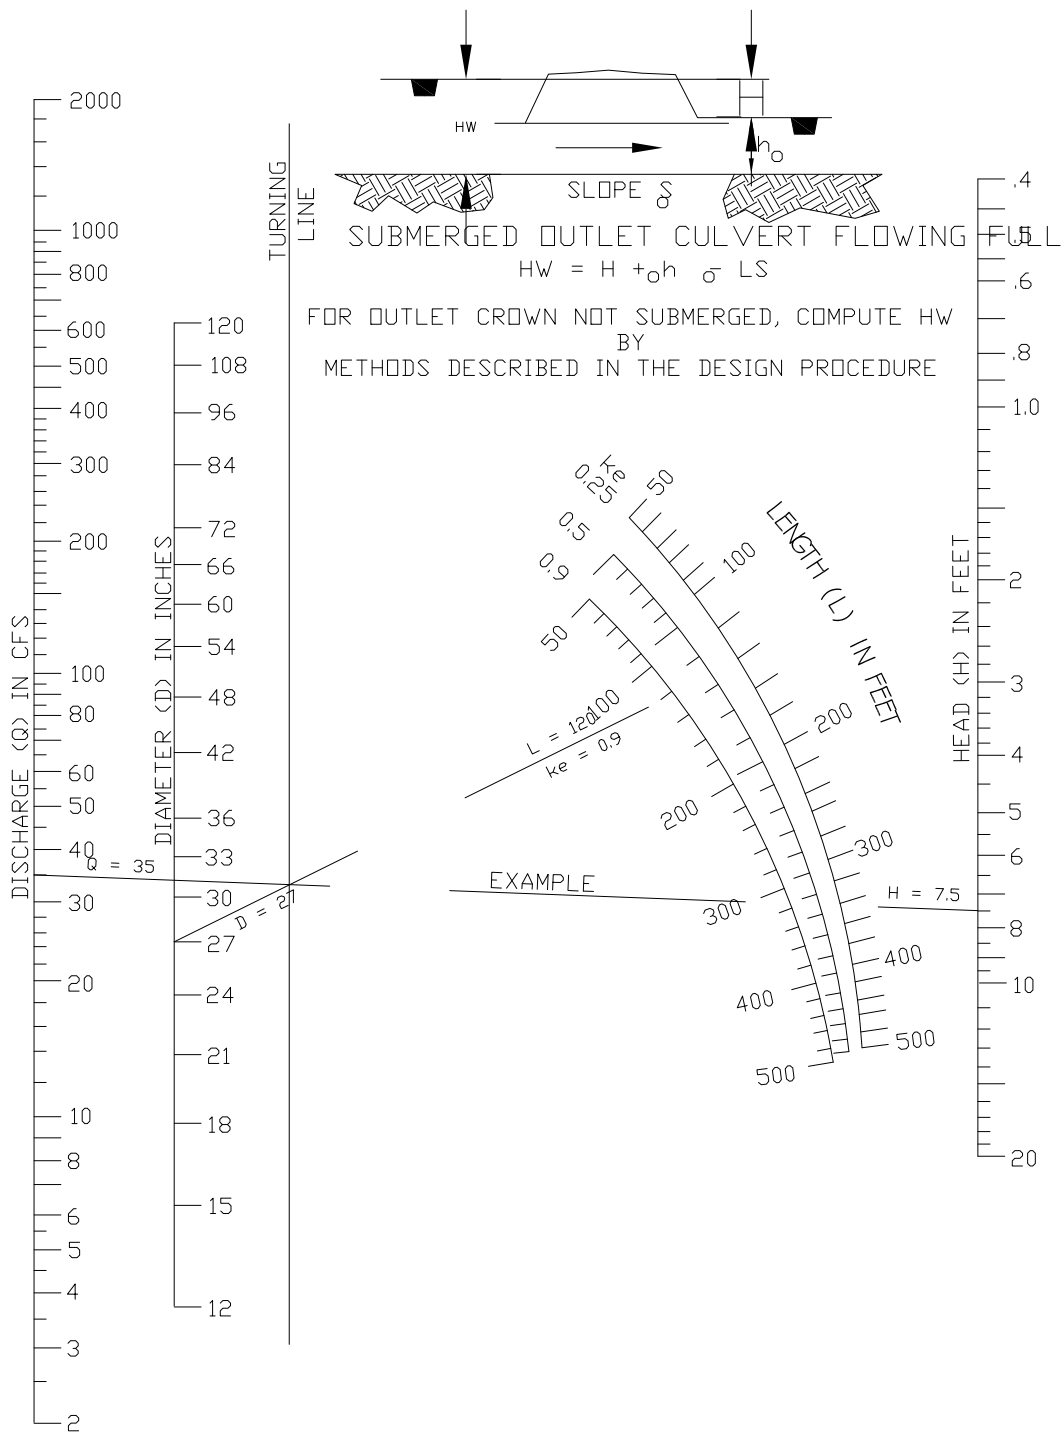 HW
h
o
SLOPE S
o
SUBMERGED OUTLET CULVERT FLOWING FULL
HW = H + h - LS
o o
FOR OUTLET CROWN NOT SUBMERGED, COMPUTE HW
BY
METHODS DESCRIBED IN THE DESIGN PROCEDURE
DISCHARGE (Q) IN CFS
2000
1000
800
600
500
400
300
200
100
80
60
50
40
30
20
10
8
6
5
4
3
2
Q = 35
DIAMETER (D) IN INCHES
120
108
96
84
72
66
60
54
48
42
36
33
30
27
24
21
18
15
12
D = 27
TURNING
LINE
ke
0.25
0.5
0.9
50
100
200
300
400
500
50
100
200
300
400
500
LENGTH (L) IN FEET
L = 120
ke = 0.9
EXAMPLE
H = 7.5
HEAD (H) IN FEET
.4
.5
.6
.8
1.0
2
3
4
5
6
8
10
20